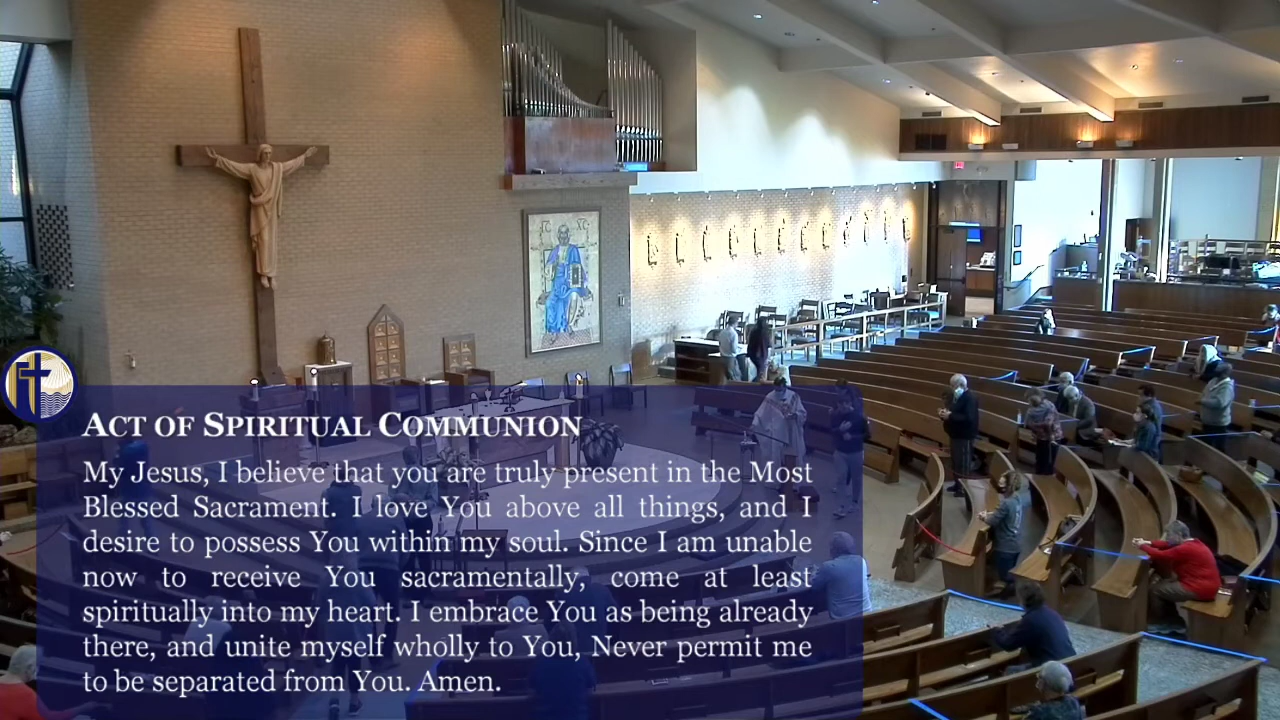 ACT OF SPIRITUAL COMMUNION
My Jesus, I believe that you are truly present in the Most
Blessed Sacrament. I love You above all things, and I
desire to possess You within my soul. Since I am unable
now to receive You sacramentally, come at least
spiritually into my heart. I embrace You as being already
there, and unite myself wholly to You, Never permit me
to be separated from You. Amen.